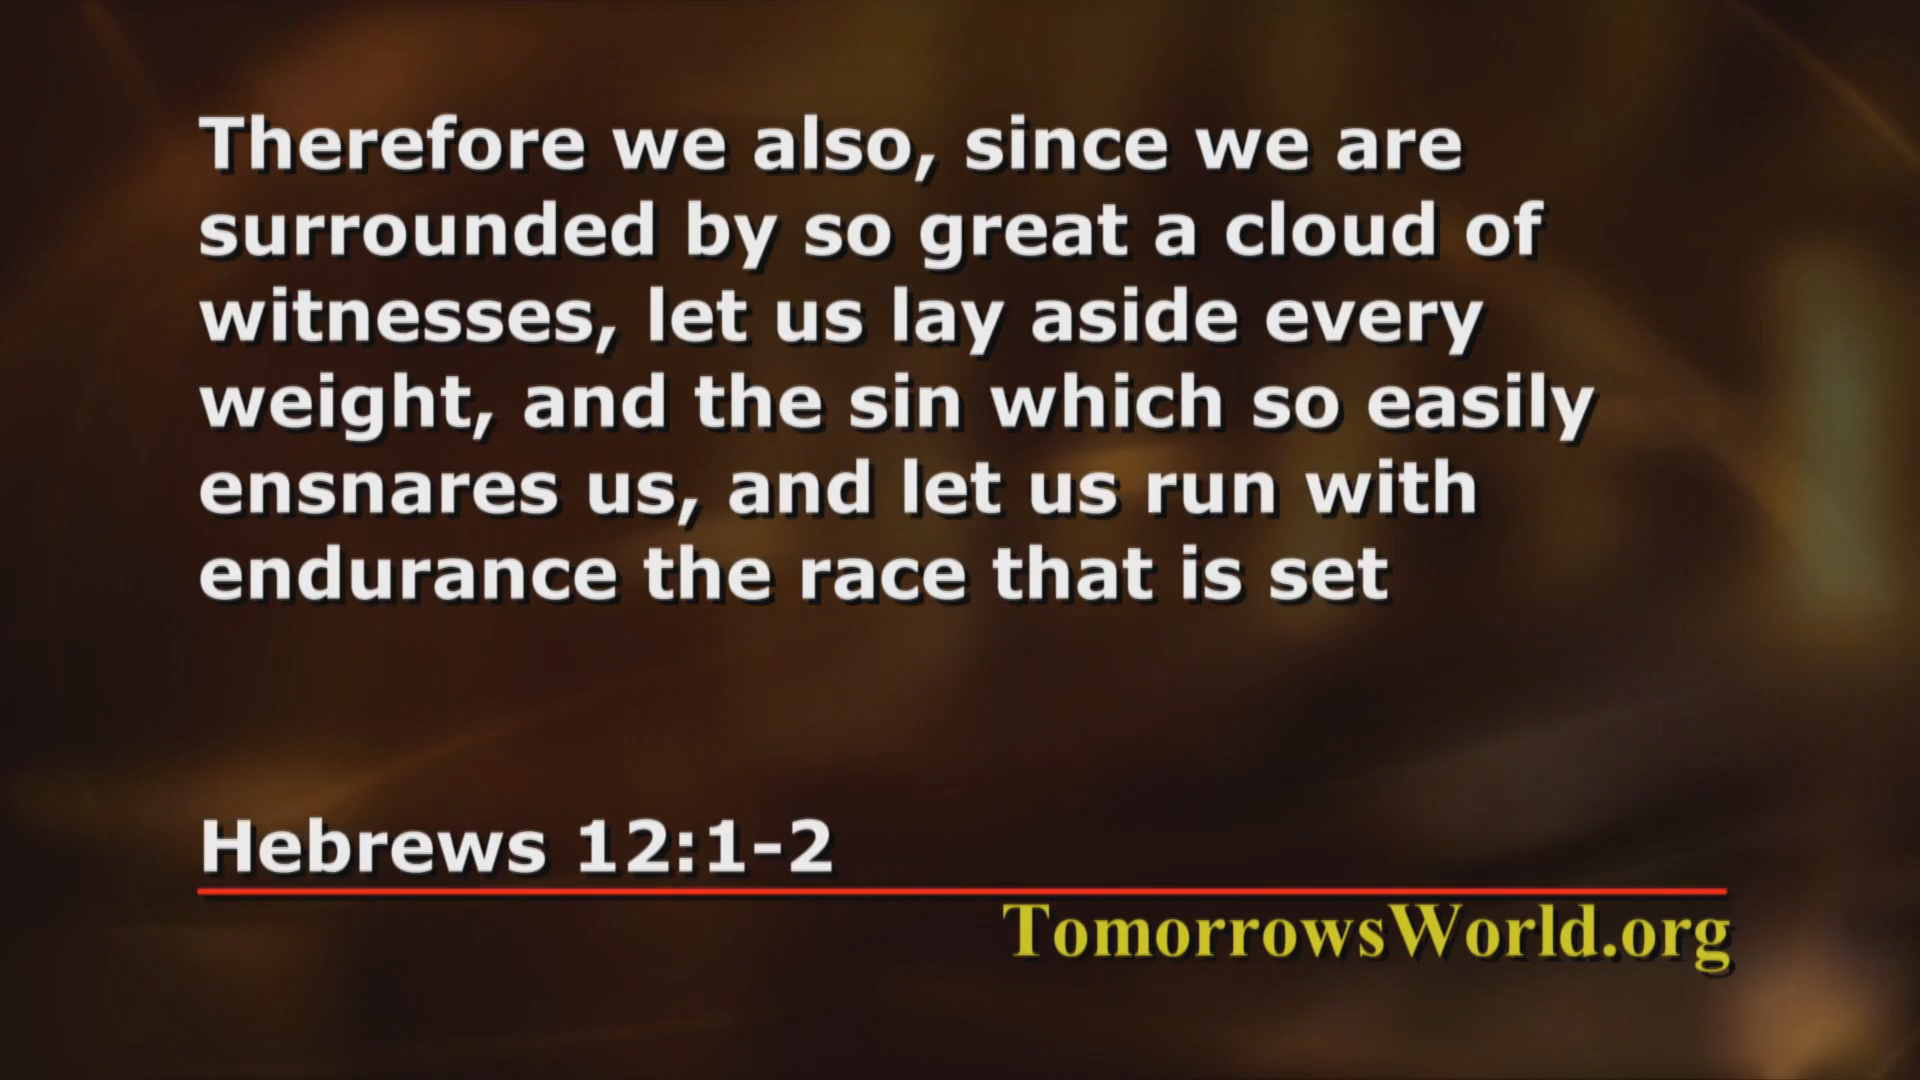 Therefore we also, since we are
surrounded by so great a cloud of
witnesses, let us lay aside every
weight, and the sin which so easily
ensnares us, and let us run with
endurance the race that is set
Hebrews 12:1-2
TomorrowsWorld.org